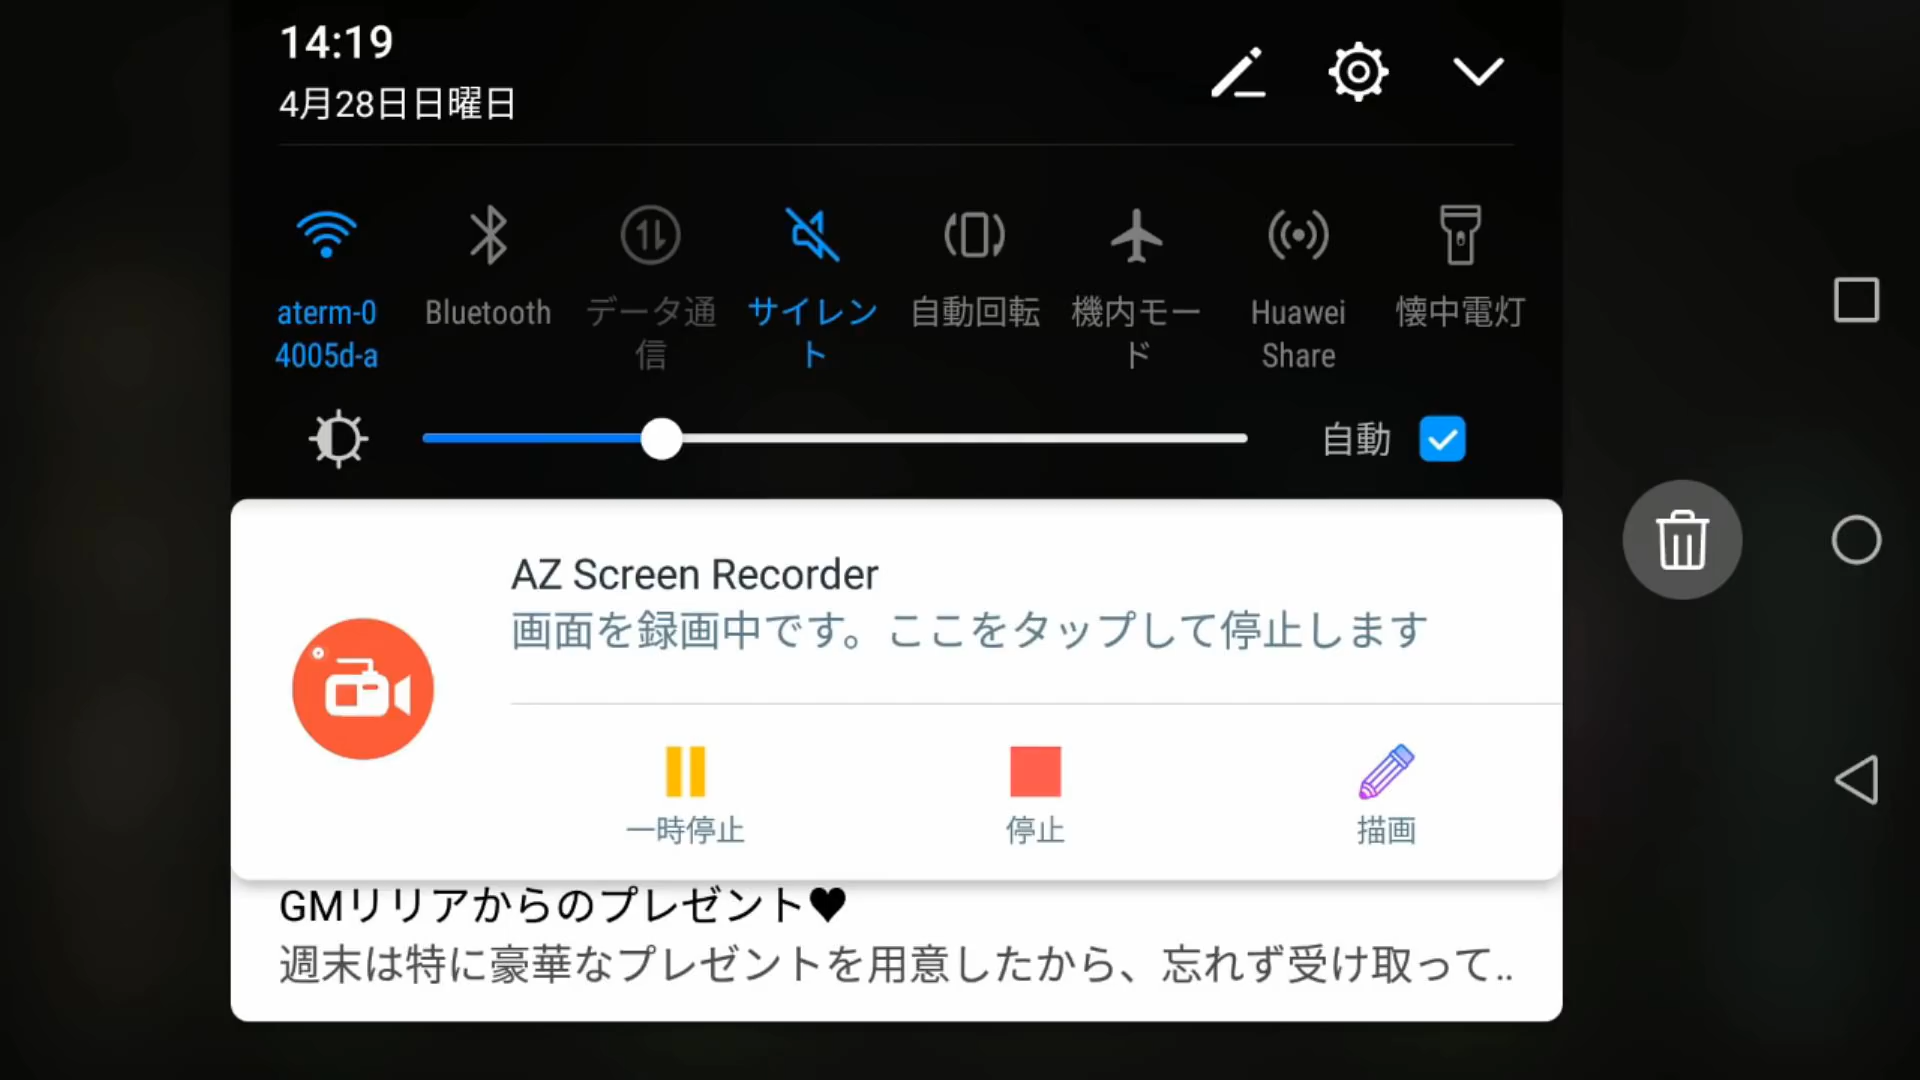 14:19
4月28日日曜日
aterm-0
4005d-a
Bluetooth
データ通
信
サイレン
ト
自動回転
機内モー
ド
Huawei
Share
懐中電灯
自動
AZ Screen Recorder
画面を録画中です。ここをタップして停止します
一時停止
停止
描画
GMリリアからのプレゼント♥
週末は特に豪華なプレゼントを用意したから、忘れず受け取って..